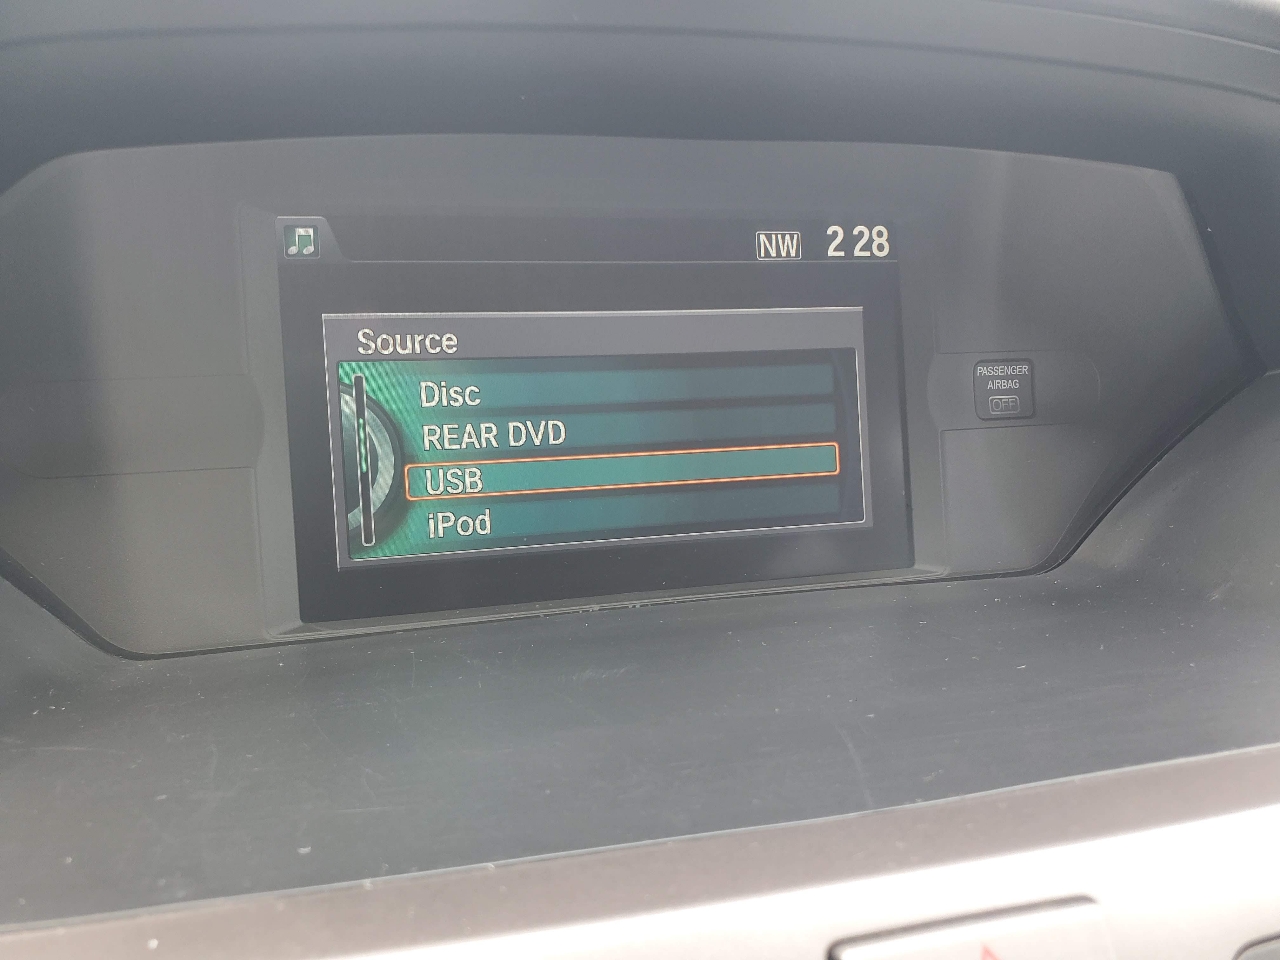 NW 2 28
Source
Disc
REAR DVD
USB
iPod
PASSENGER
AIRBAG
OFF